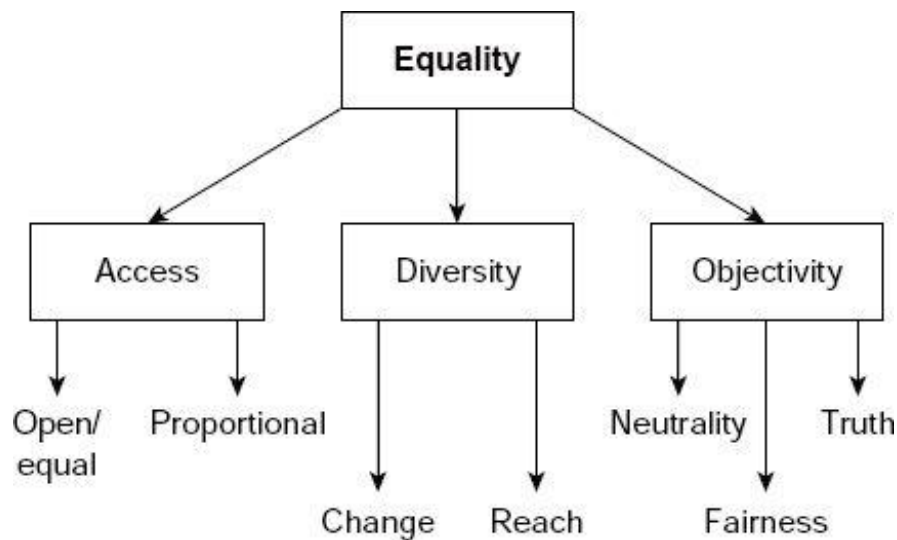 Equality
Access
Diversity
Objectivity
Open/
equal
Proportional
Neutrality
Truth
Change
Reach
Fairness